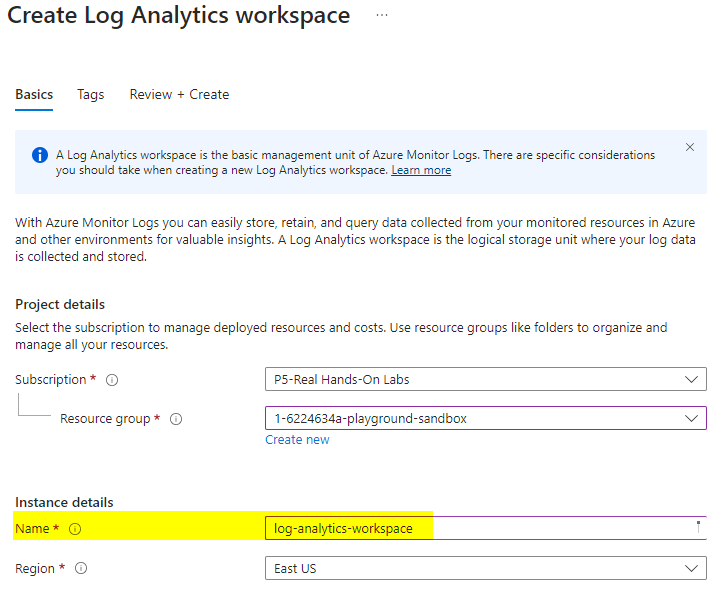 Create Log Analytics workspace ...
Basics Tags Review + Create
A Log Analytics workspace is the basic management unit of Azure Monitor Logs. There are specific considerations
you should take when creating a new Log Analytics workspace. Learn more
With Azure Monitor Logs you can easily store, retain, and query data collected from your monitored resources in Azure
and other environments for valuable insights. A Log Analytics workspace is the logical storage unit where your log data
is collected and stored.
Project details
Select the subscription to manage deployed resources and costs. Use resource groups like folders to organize and
manage all your resources.
Subscription * P5-Real Hands-On Labs
Resource group * 1-6224634a-playground-sandbox
Create new
Instance details
Name * log-analytics-workspace
Region * East US